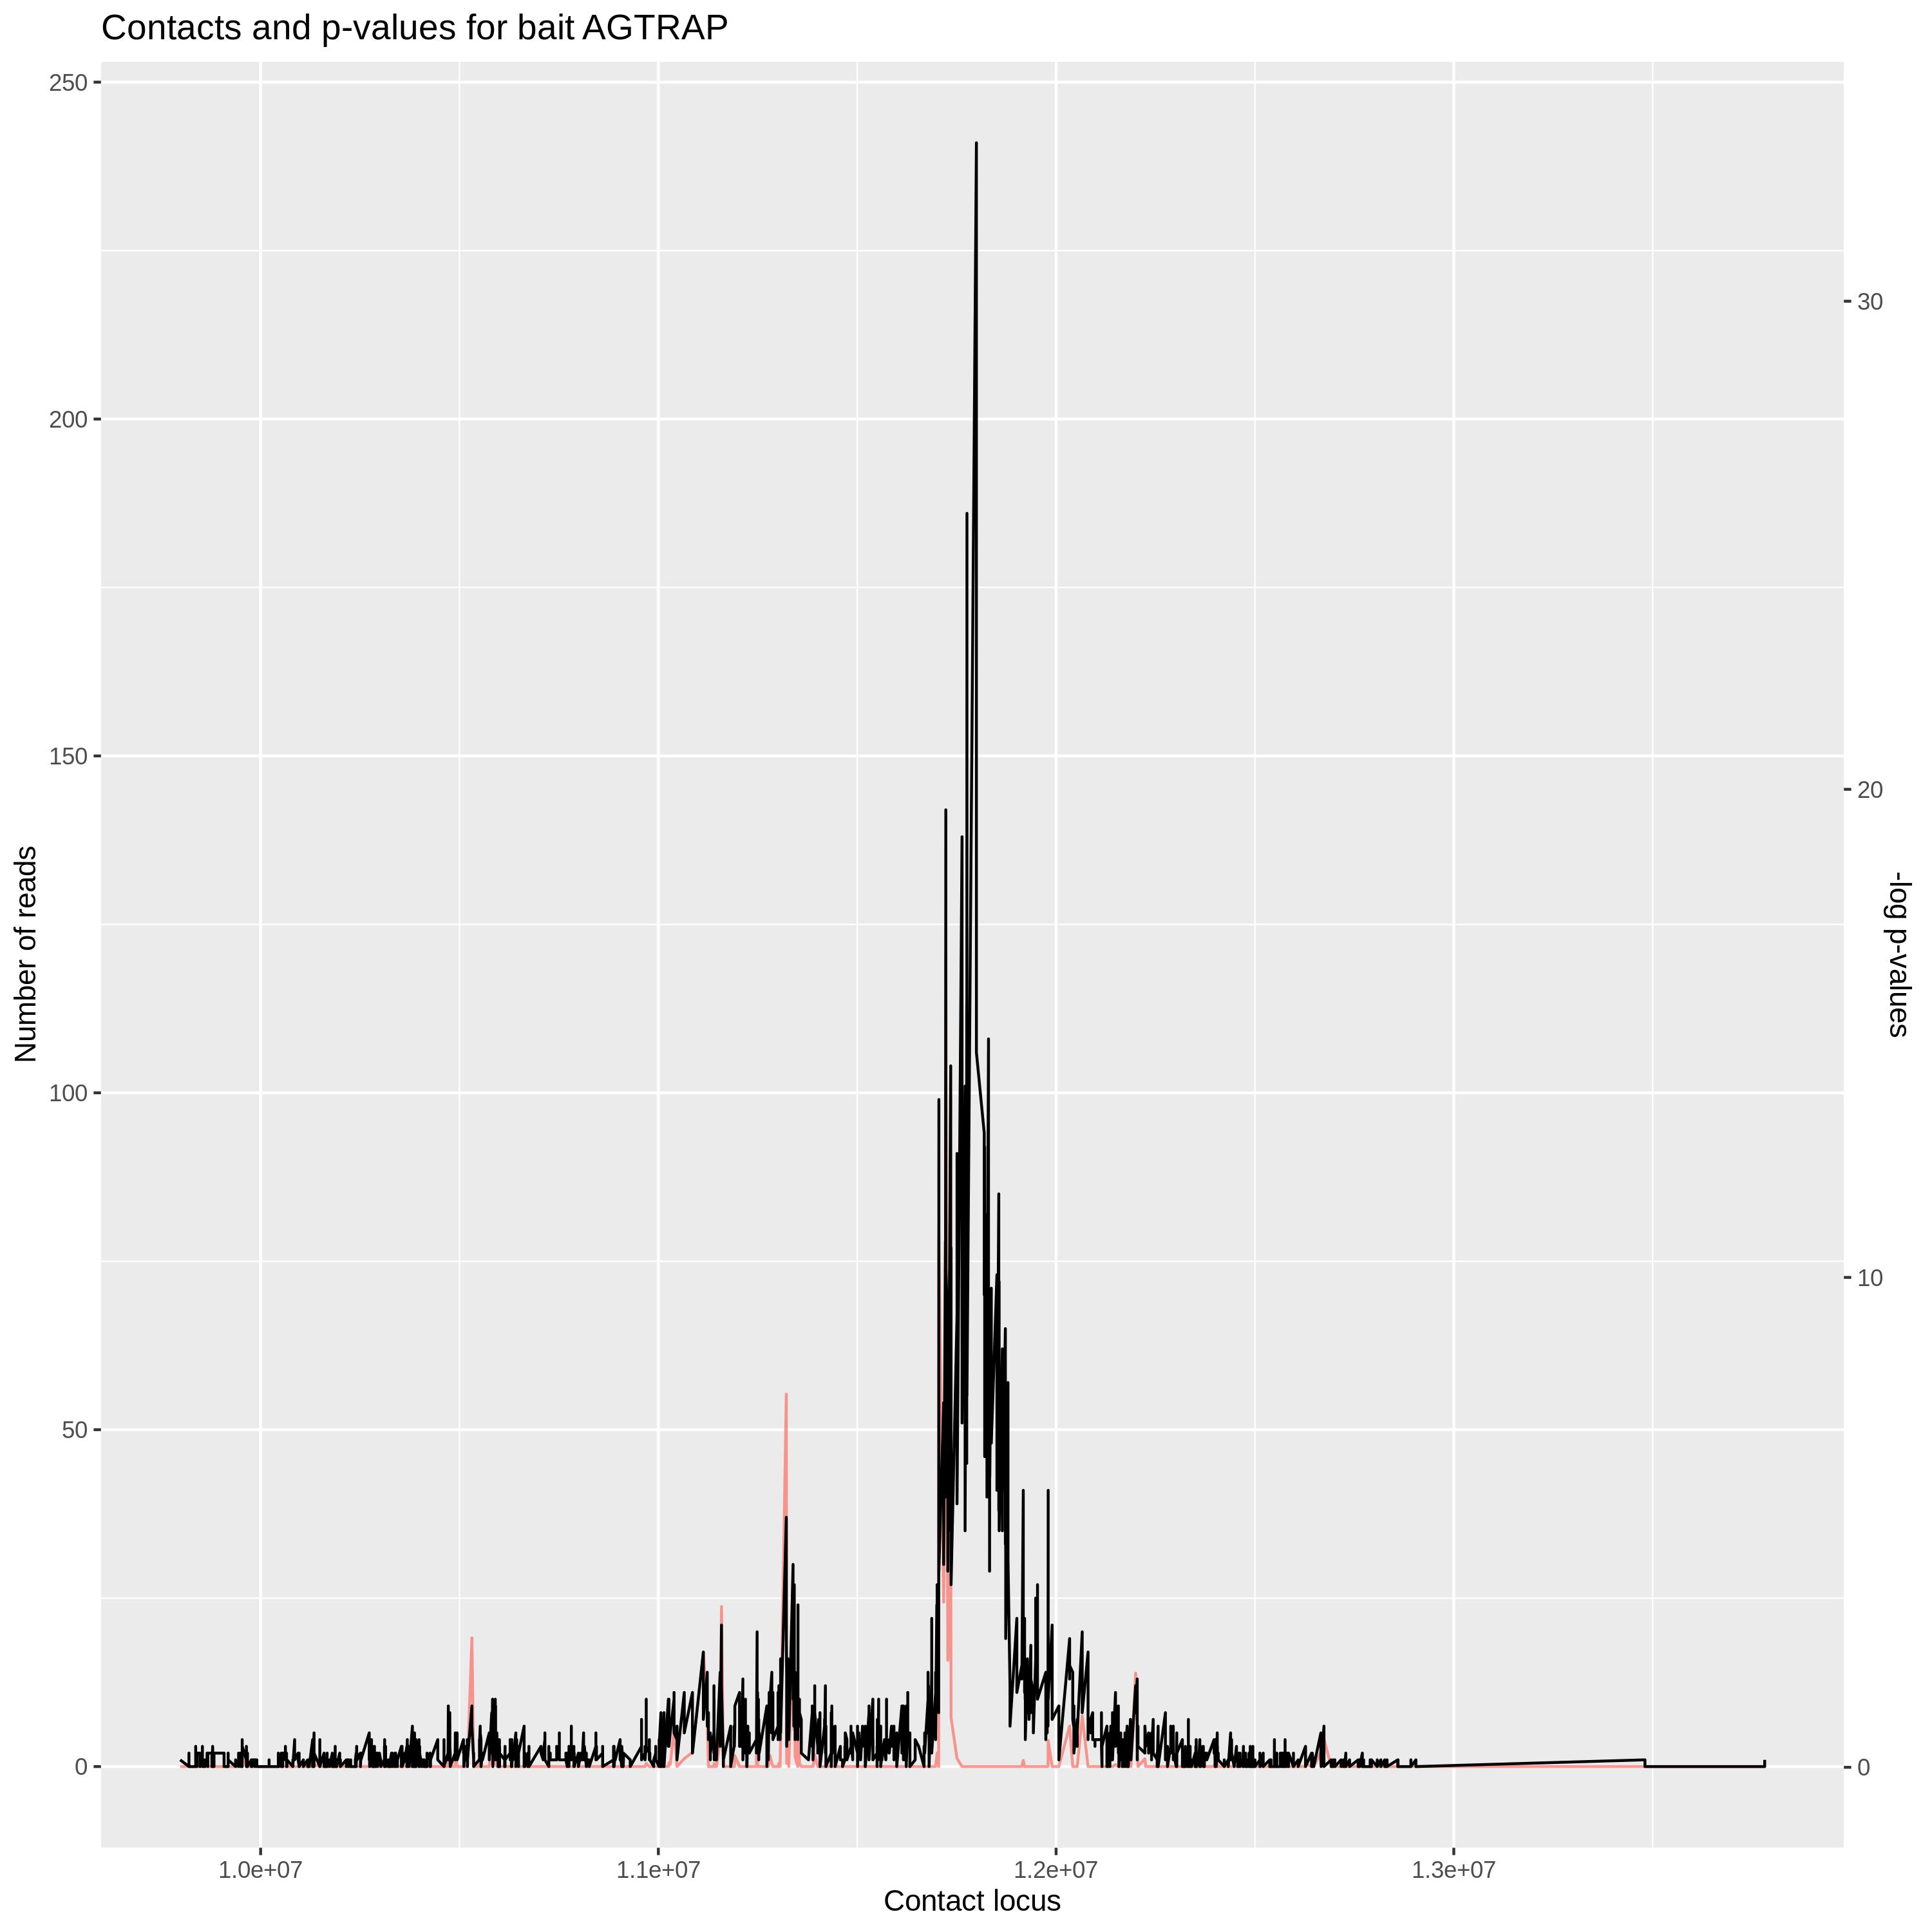 Contacts and p-values for bait AGTRAP
250
200
150
100
50
0
Number of reads
30
20
10
0
-log p-values
1.0e+07
1.1e+07
1.2e+07
1.3e+07
Contact locus